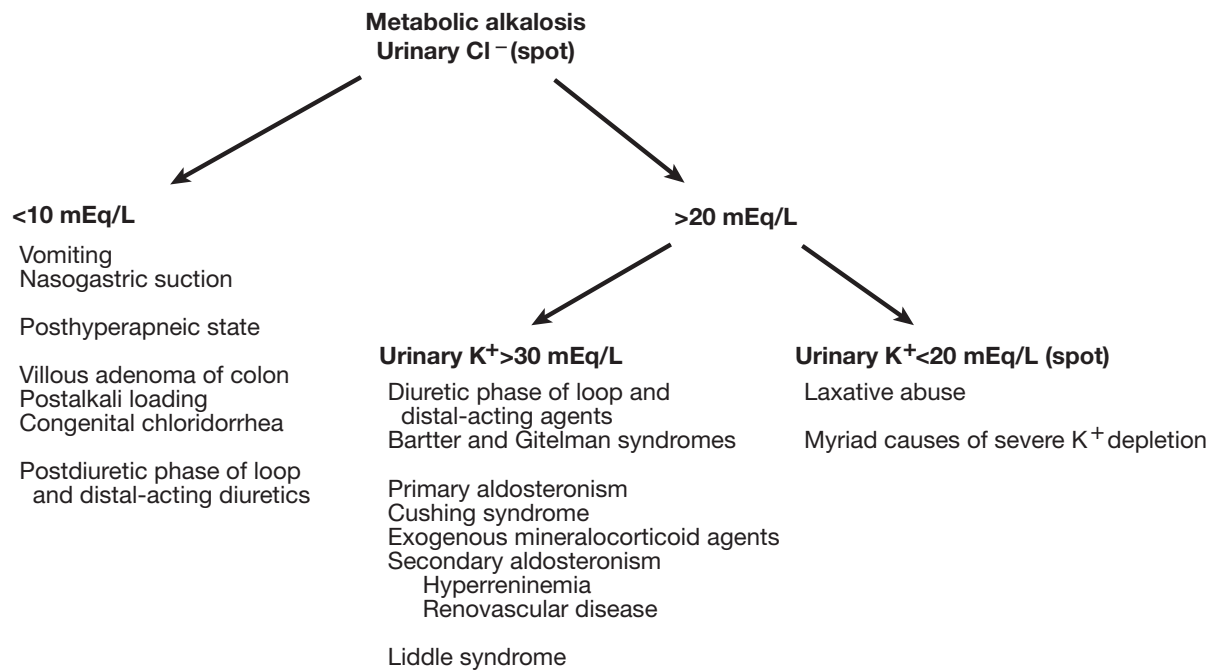 Metabolic alkalosis
Urinary Cl⁻ (spot)
<10 mEq/L
Vomiting
Nasogastric suction
Posthyperapneic state
Villous adenoma of colon
Postalkali loading
Congenital chloridorrhea
Postdiuretic phase of loop
and distal-acting diuretics
>20 mEq/L
Urinary K⁺>30 mEq/L
Diuretic phase of loop and
distal-acting agents
Bartter and Gitelman syndromes
Primary aldosteronism
Cushing syndrome
Exogenous mineralocorticoid agents
Secondary aldosteronism
Hyperreninemia
Renovascular disease
Liddle syndrome
Urinary K⁺<20 mEq/L (spot)
Laxative abuse
Myriad causes of severe K⁺ depletion